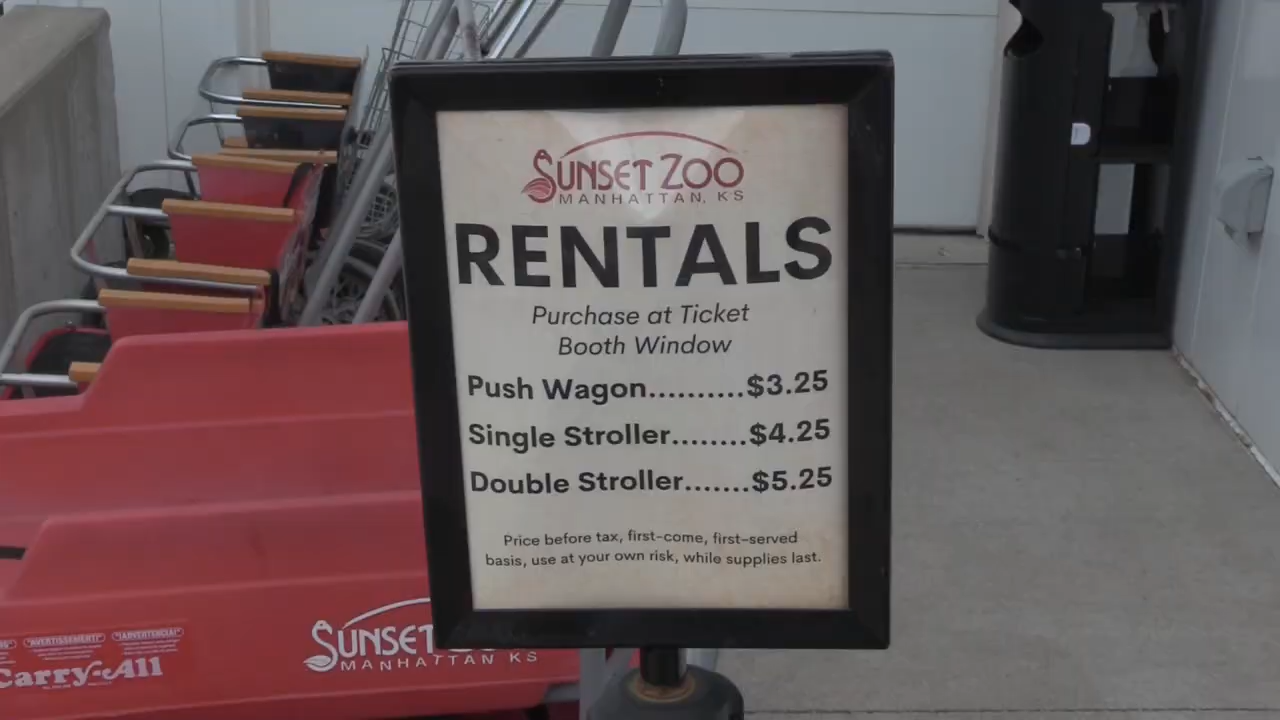 SUNSET ZOO
MANHATTAN, KS
RENTALS
Purchase at Ticket
Booth Window
Push Wagon..........$3.25
Single Stroller........$4.25
Double Stroller.......$5.25
Price before tax, first-come, first-served
basis, use at your own risk, while supplies last.
SUNSET
MANHATTAN KS
"AVERTISSEMENT!" "¡ADVERTENCIA!"
Carry-All